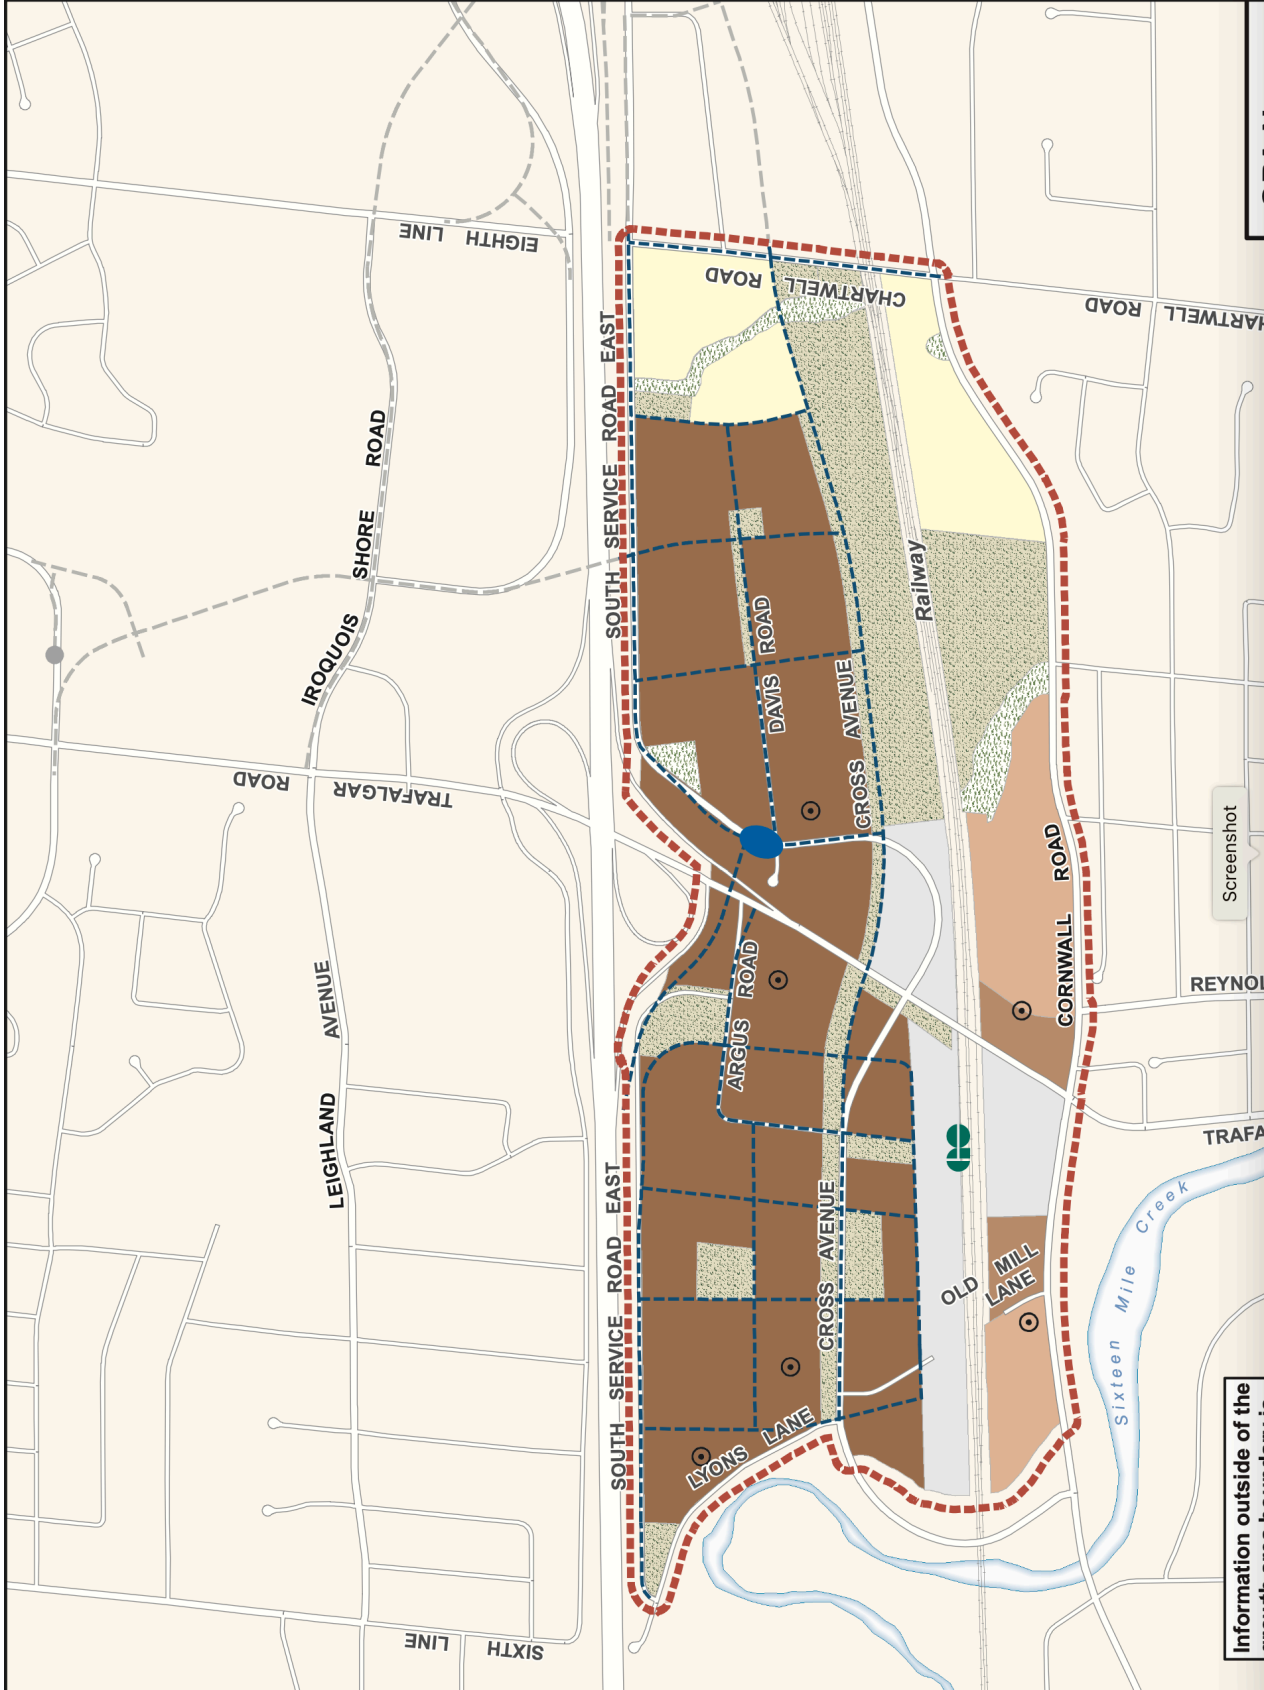 EIGHTH LINE
CHARTWELL ROAD
CHARTWELL ROAD
SOUTH SERVICE ROAD EAST
IROQUOIS SHORE ROAD
TRAFALGAR ROAD
DAVIS ROAD
CROSS AVENUE
Railway
Screenshot
CORNWALL ROAD
ARGUS ROAD
LEIGHLAND AVENUE
SOUTH SERVICE ROAD EAST
CROSS AVENUE
GO
OLD MILL LANE
LYONS LANE
Sixteen Mile Creek
SIXTH LINE
Information outside of the